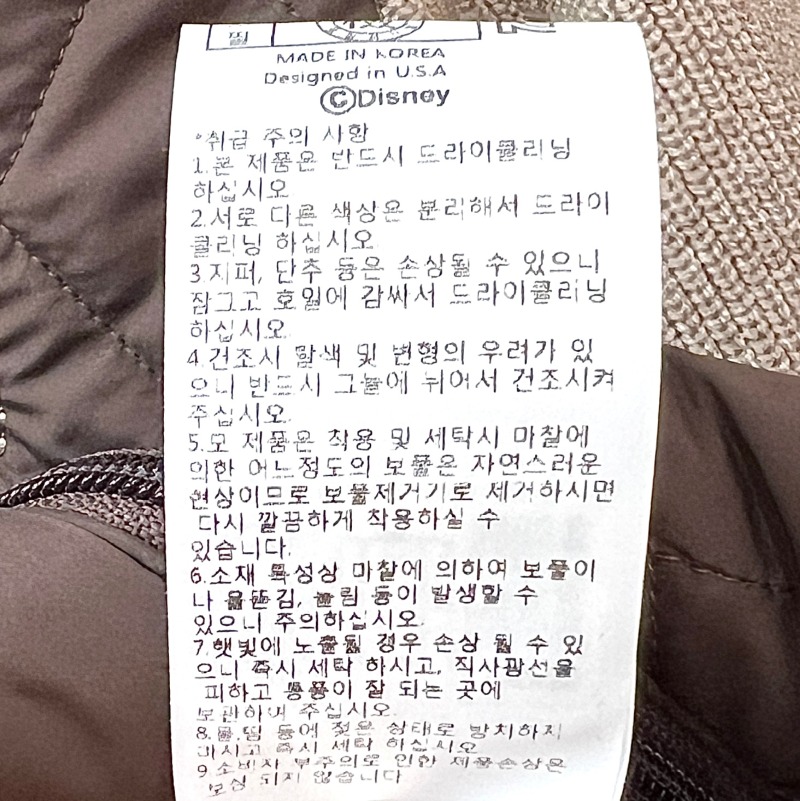 필
MADE IN KOREA
Designed in U.S.A
©Disney
*취급 주의 사항
1.본 제품은 반드시 드라이클리닝
하십시오
2.서로 다른 색상은 분리해서 드라이
클리닝 하십시오
3.지퍼, 단추 등은 손상될 수 있으니
잠그고 호일에 감싸서 드라이클리닝
하십시오.
4.건조시 탈색 및 변형의 우려가 있
으니 반드시 그늘에 뉘어서 건조시켜
주십시오.
5.모 제품은 착용 및 세탁시 마찰에
의한 어느정도의 보풀은 자연스러운
현상이므로 보풀제거기로 제거하시면
다시 깔끔하게 착용하실 수
있습니다.
6.소재 특성상 마찰에 의하여 보풀이
나 올뜯김, 눌림 등이 발생할 수
있으니 주의하십시오.
7.햇빛에 노출될 경우 손상 될 수 있
으니 즉시 세탁 하시고, 직사광선을
피하고 통풍이 잘 되는 곳에
보관하여 주십시오.
8.물,땀 등에 젖은 상태로 방치하지
마시고 즉시 세탁 하십시오
9.소비자 부주의로 인한 제품손상은
보상 되지 않습니다